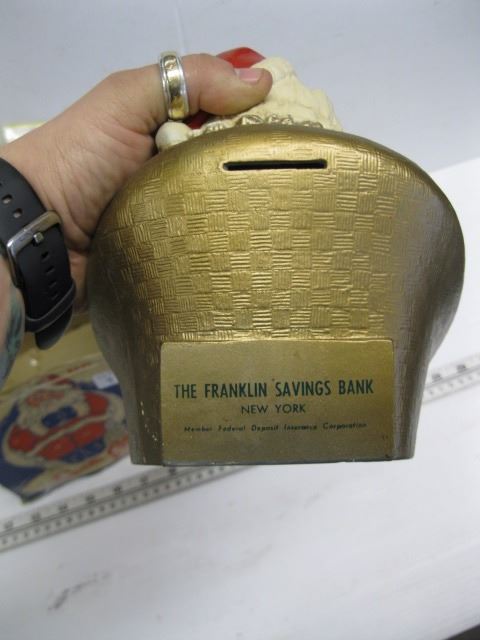 THE FRANKLIN SAVINGS BANK
NEW YORK
Member Federal Deposit Insurance Corporation